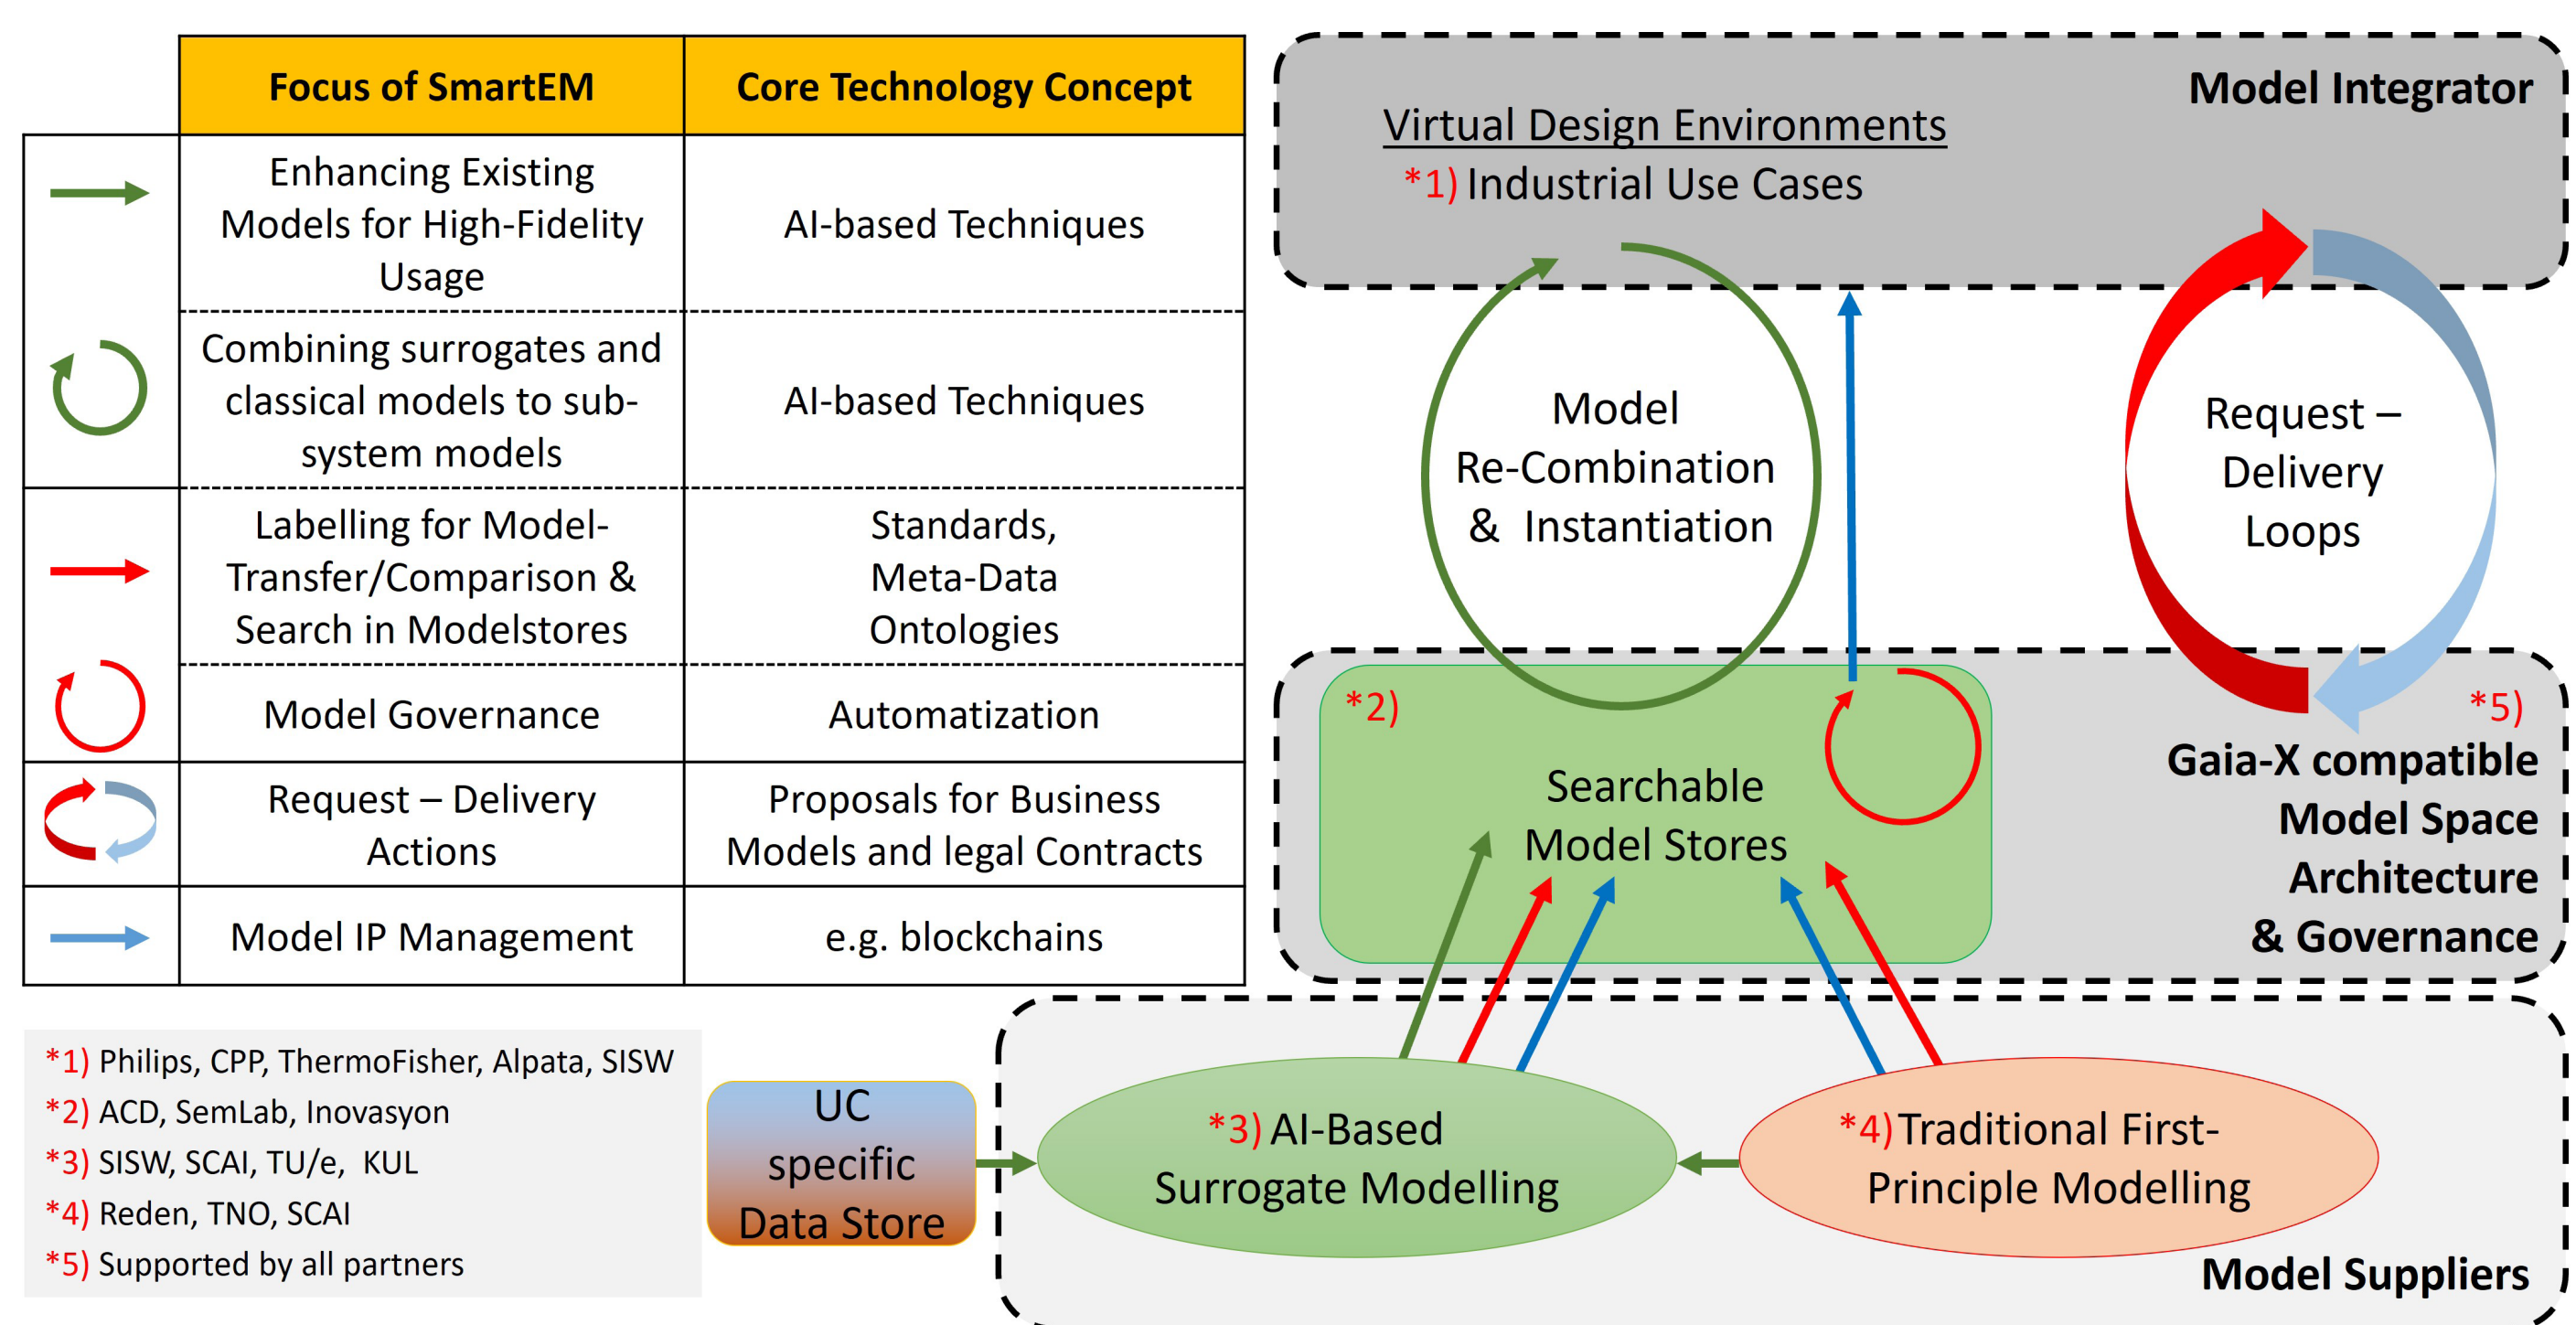 Focus of SmartEM
Core Technology Concept
Enhancing Existing
Models for High-Fidelity
Usage
AI-based Techniques
Combining surrogates and
classical models to sub-
system models
AI-based Techniques
Labelling for Model-
Transfer/Comparison &
Search in Modelstores
Standards,
Meta-Data
Ontologies
Model Governance
Automatization
Request – Delivery
Actions
Proposals for Business
Models and legal Contracts
Model IP Management
e.g. blockchains
*1) Philips, CPP, ThermoFisher, Alpata, SISW
*2) ACD, SemLab, Inovasyon
*3) SISW, SCAI, TU/e, KUL
*4) Reden, TNO, SCAI
*5) Supported by all partners
Model Integrator
Virtual Design Environments
*1) Industrial Use Cases
Model
Re-Combination
& Instantiation
Request –
Delivery
Loops
*2)
Searchable
Model Stores
*5)
Gaia-X compatible
Model Space
Architecture
& Governance
UC
specific
Data Store
*3) AI-Based
Surrogate Modelling
*4) Traditional First-
Principle Modelling
Model Suppliers